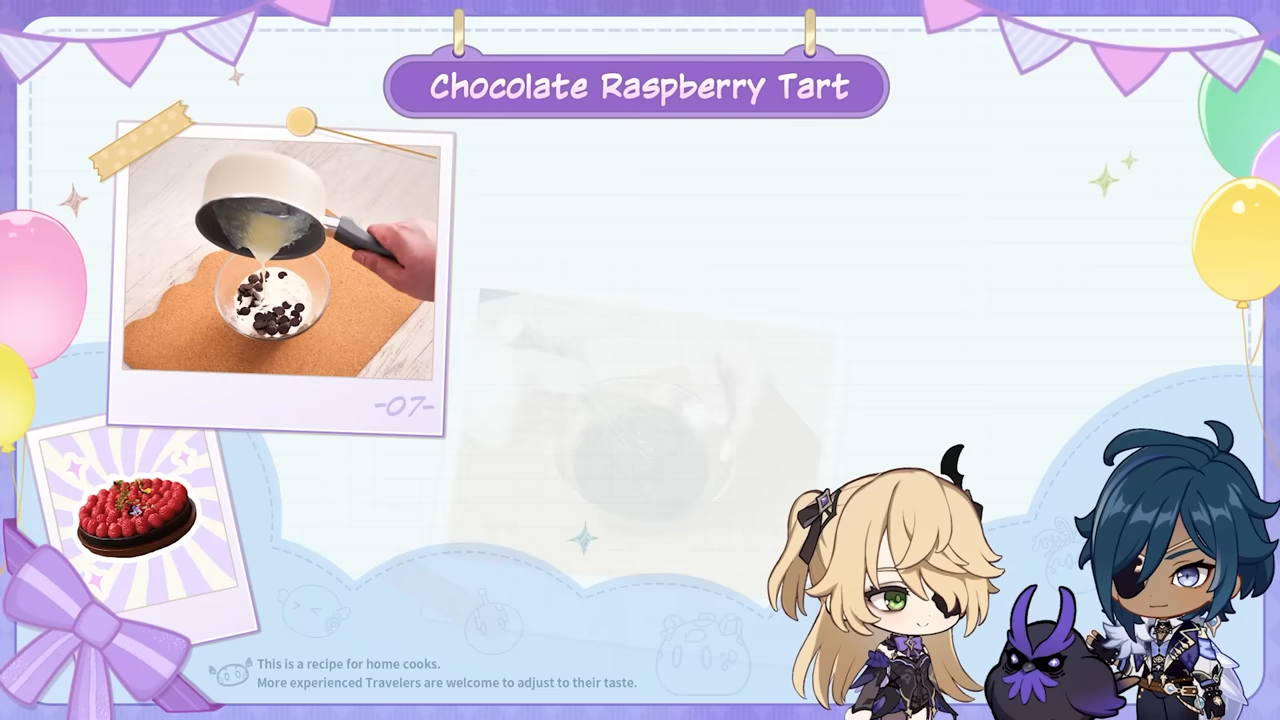 Chocolate Raspberry Tart
-07-
This is a recipe for home cooks.
More experienced Travelers are welcome to adjust to their taste.